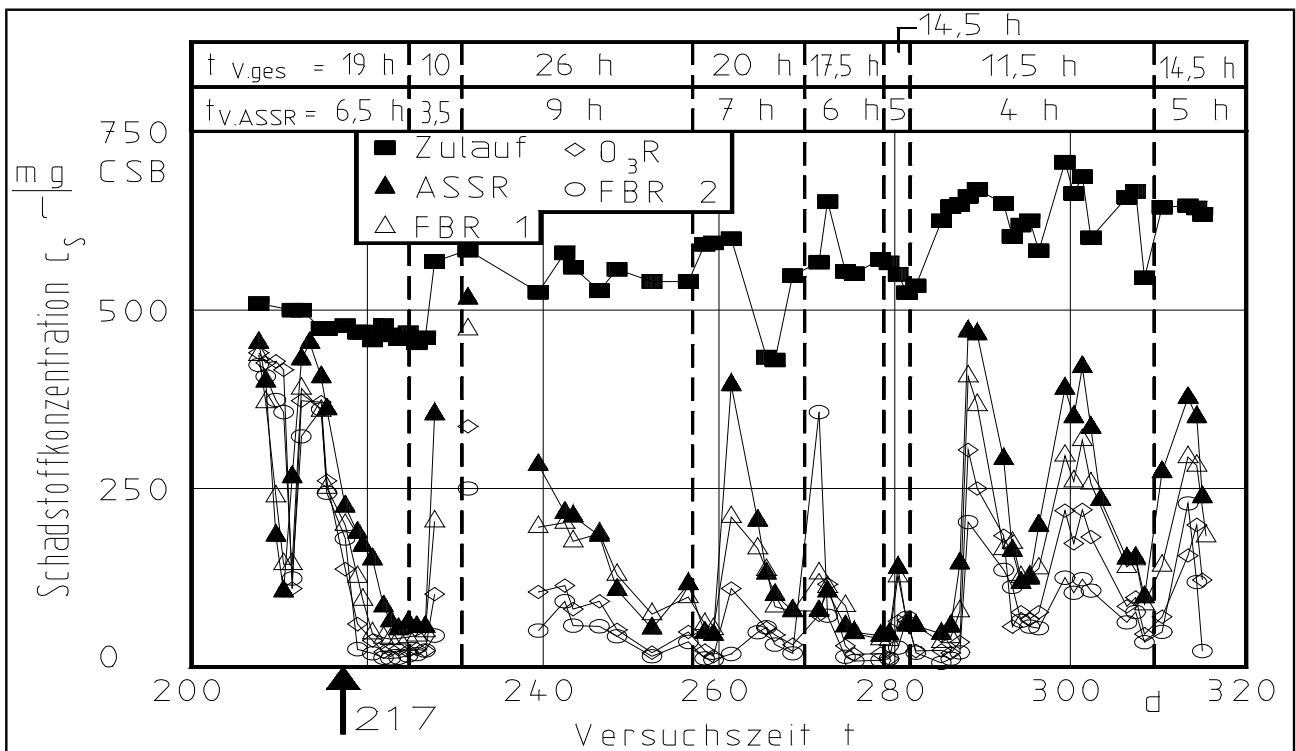 14,5 h
t V.ges = 19 h 10 26 h 20 h 17,5 h 11,5 h 14,5 h
t V.ASSR = 6,5 h 3,5 9 h 7 h 6 h 5 4 h 5 h
750
CSB
mg
l
Zulauf O3R
ASSR FBR 2
FBR 1
Schadstoffkonzentration cS
500
250
0
200 240 260 280 300 d 320
217
Versuchszeit t